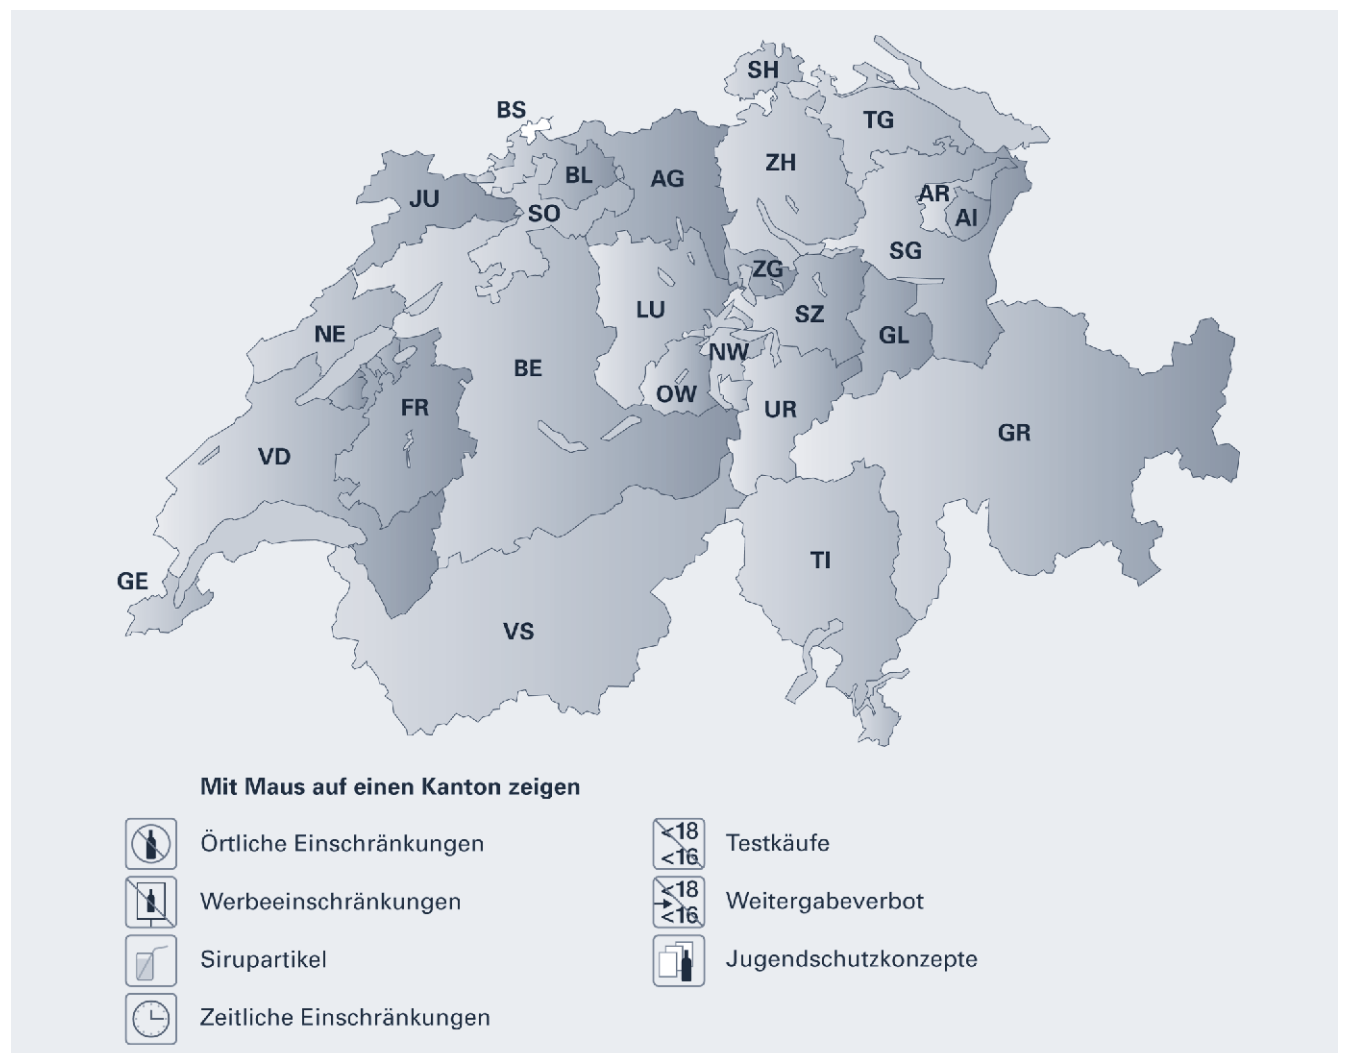 SH
BS
TG
ZH
BL
AG
JU
AR
SO
AI
SG
ZG
LU
SZ
NE
GL
NW
BE
OW
FR
UR
GR
VD
TI
GE
VS
Mit Maus auf einen Kanton zeigen
Örtliche Einschränkungen
<18
<16
Testkäufe
Werbeeinschränkungen
<18
<16
Weitergabeverbot
Sirupartikel
Jugendschutzkonzepte
Zeitliche Einschränkungen